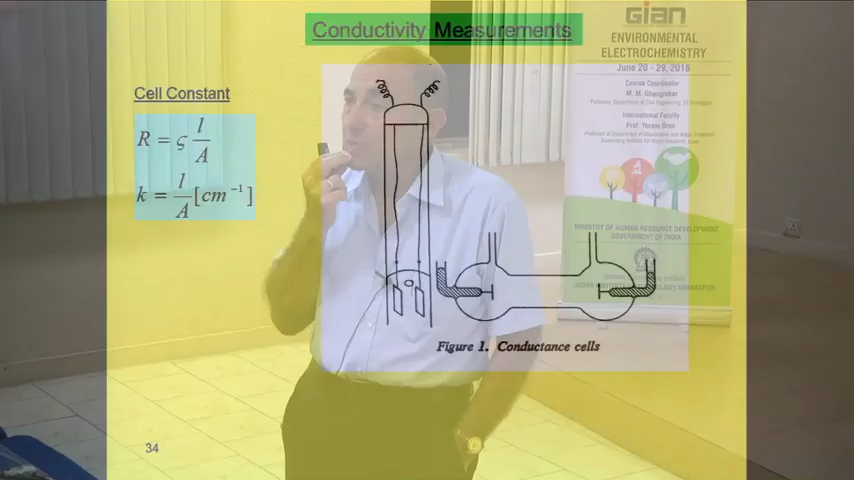 Conductivity Measurements
Cell Constant
R = ς l/A
k = l/A [cm⁻¹]
Figure 1. Conductance cells
34
GIAN
ENVIRONMENTAL
ELECTROCHEMISTRY
June 20 - 29, 2016
Course Coordinator
M. M. Ghangrekar
International Faculty
Prof. Yoram Oren
MINISTRY OF HUMAN RESOURCE DEVELOPMENT
GOVERNMENT OF INDIA